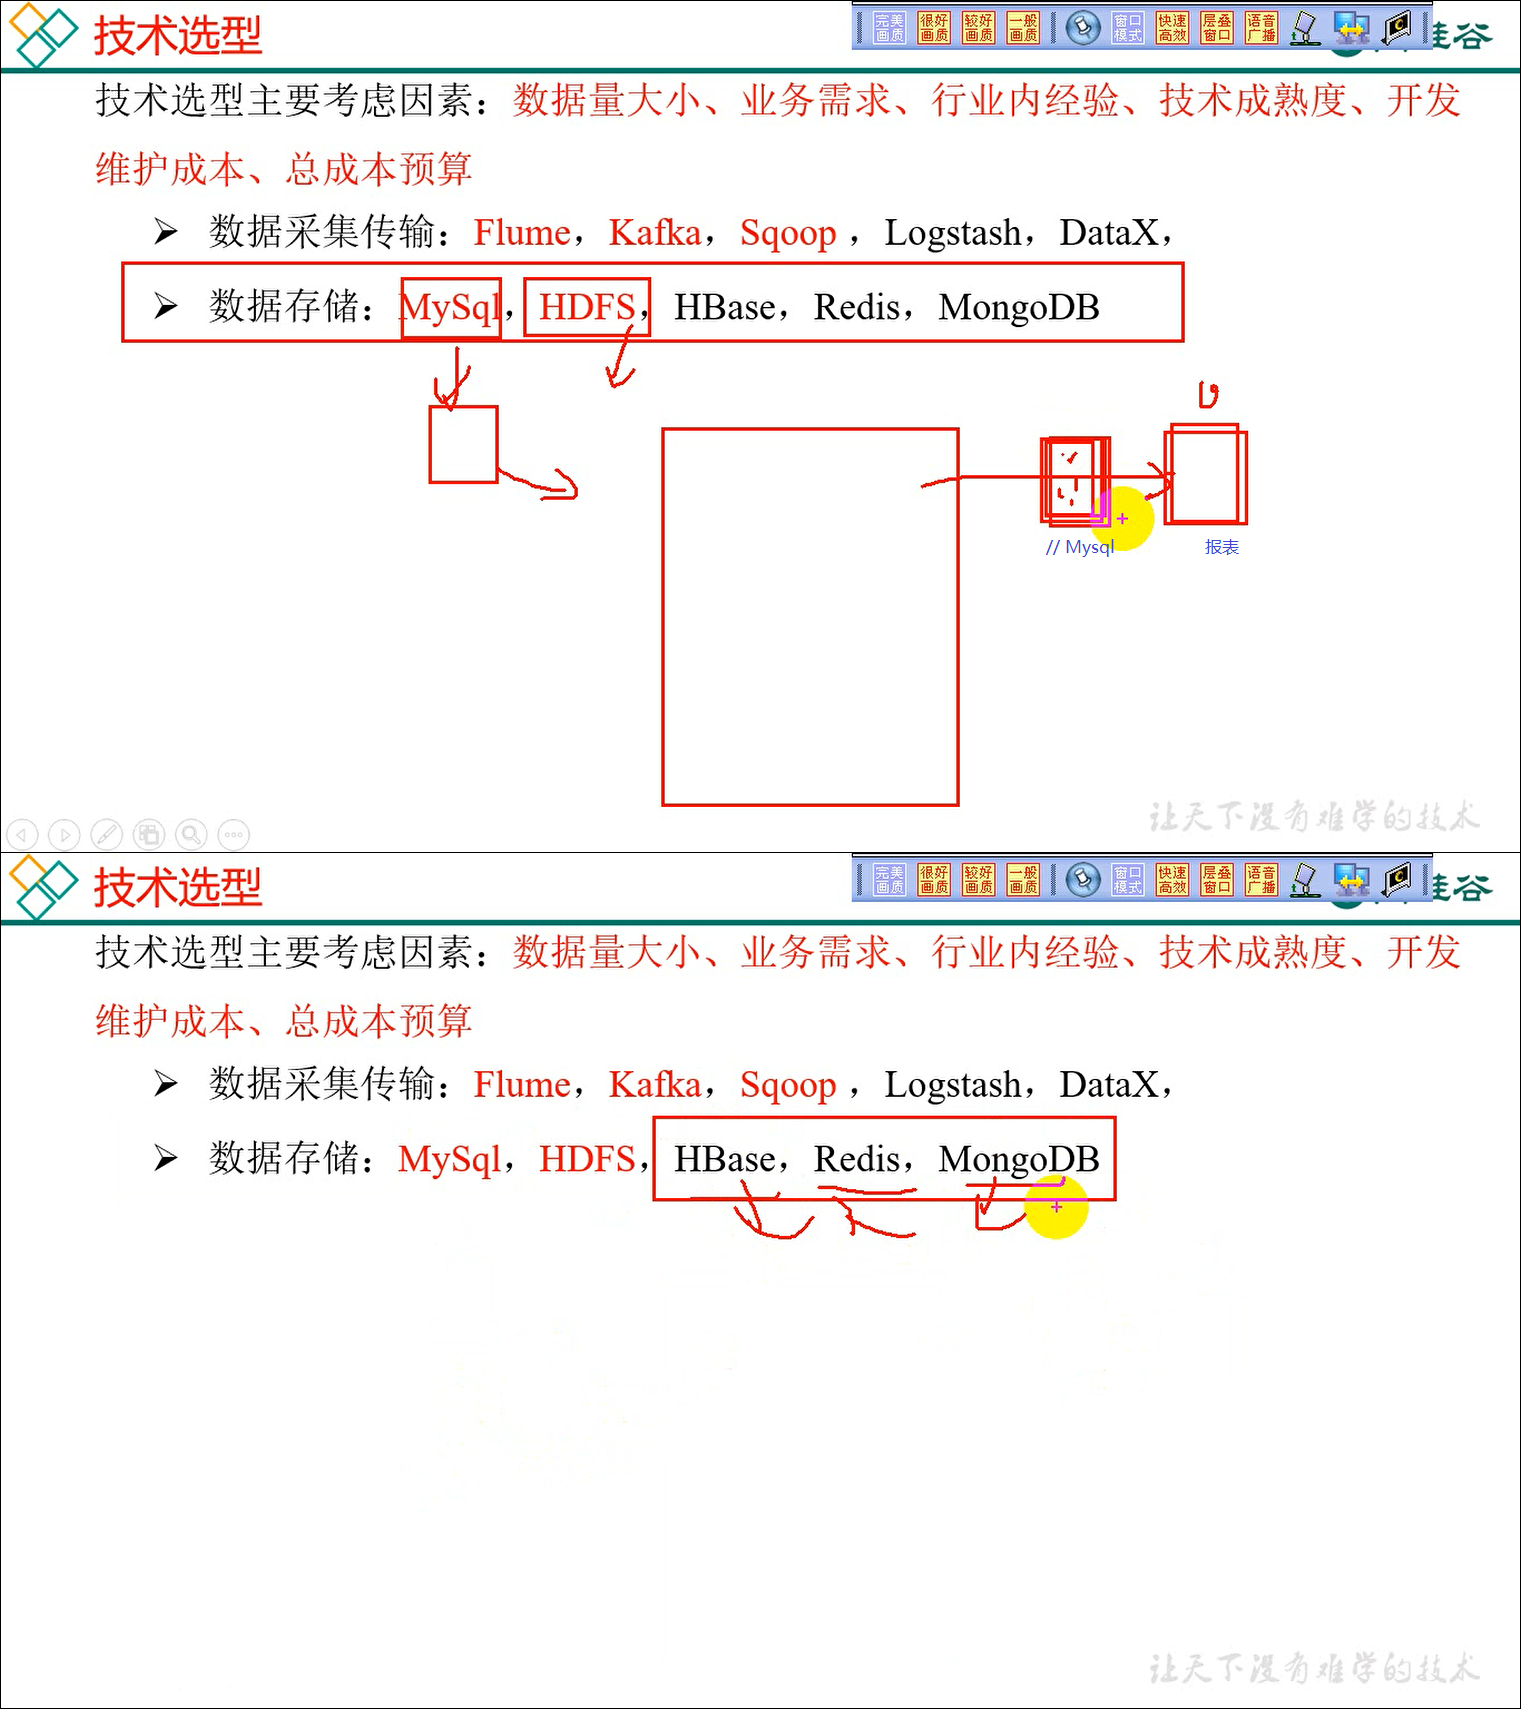 技术选型
完美画质 很好画质 较好画质 一般画质 窗口模式 快速高效 层叠窗口 语音广播
硅谷
技术选型主要考虑因素：数据量大小、业务需求、行业内经验、技术成熟度、开发
维护成本、总成本预算
数据采集传输：Flume，Kafka，Sqoop，Logstash，DataX，
数据存储：MySql，HDFS，HBase，Redis，MongoDB
// Mysql 报表
让天下没有难学的技术
技术选型
完美画质 很好画质 较好画质 一般画质 窗口模式 快速高效 层叠窗口 语音广播
硅谷
技术选型主要考虑因素：数据量大小、业务需求、行业内经验、技术成熟度、开发
维护成本、总成本预算
数据采集传输：Flume，Kafka，Sqoop，Logstash，DataX，
数据存储：MySql，HDFS，HBase，Redis，MongoDB
让天下没有难学的技术